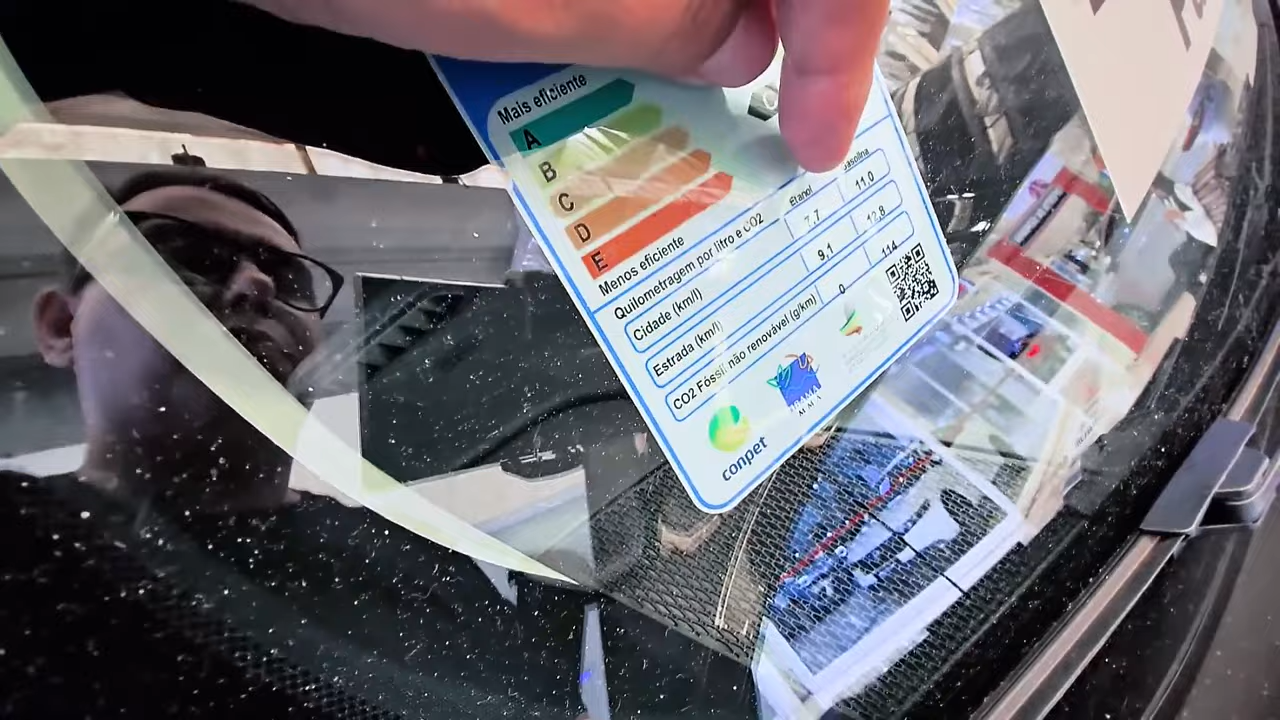 Mais eficiente
A
B
C
D
E
Menos eficiente
Quilometragem por litro e CO2 Etanol Gasolina
Cidade (km/l) 7,7 11,0
Estrada (km/l) 9,1 12,8
CO2 Fóssil não renovável (g/km) 0 114
conpet
IBAMA
M M A